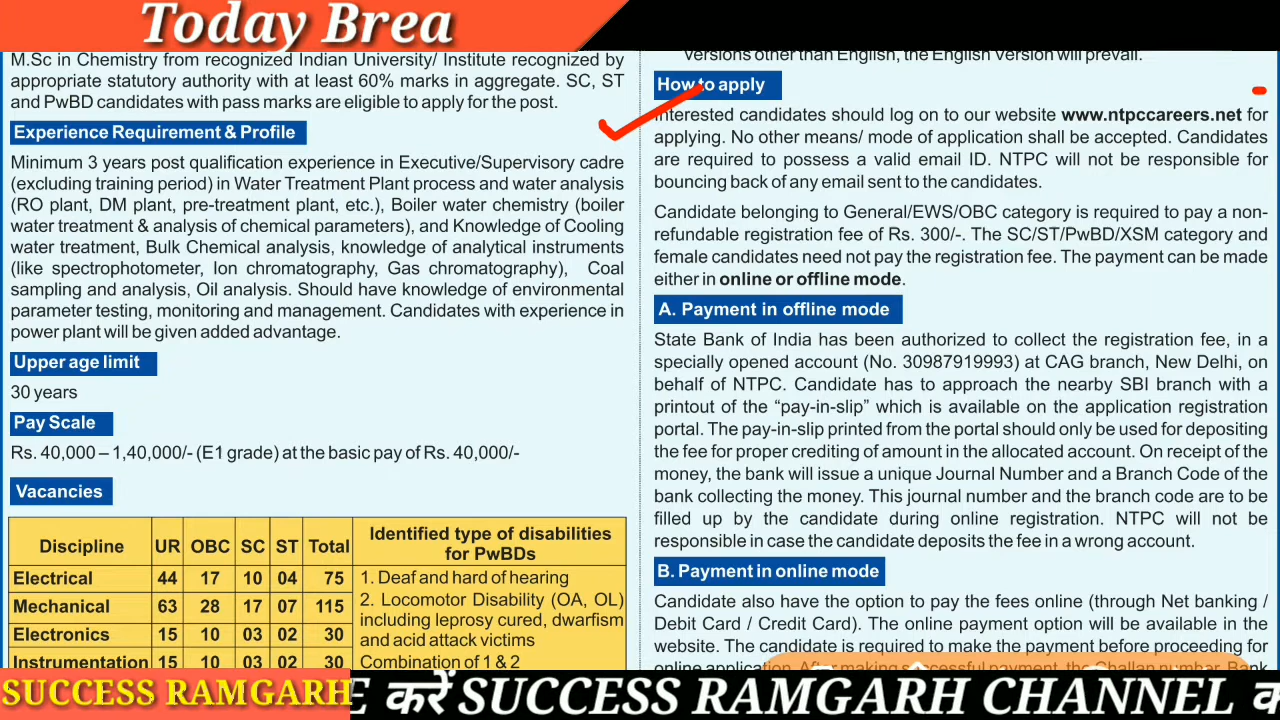 Today Brea
M.Sc in Chemistry from recognized Indian University/ Institute recognized by
appropriate statutory authority with at least 60% marks in aggregate. SC, ST
and PwBD candidates with pass marks are eligible to apply for the post.
Experience Requirement & Profile
Minimum 3 years post qualification experience in Executive/Supervisory cadre
(excluding training period) in Water Treatment Plant process and water analysis
(RO plant, DM plant, pre-treatment plant, etc.), Boiler water chemistry (boiler
water treatment & analysis of chemical parameters), and Knowledge of Cooling
water treatment, Bulk Chemical analysis, knowledge of analytical instruments
(like spectrophotometer, Ion chromatography, Gas chromatography), Coal
sampling and analysis, Oil analysis. Should have knowledge of environmental
parameter testing, monitoring and management. Candidates with experience in
power plant will be given added advantage.
Upper age limit
30 years
Pay Scale
Rs. 40,000 – 1,40,000/- (E1 grade) at the basic pay of Rs. 40,000/-
Vacancies
Discipline UR OBC SC ST Total Identified type of disabilities
for PwBDs
Electrical 44 17 10 04 75
Mechanical 63 28 17 07 115
Electronics 15 10 03 02 30
Instrumentation 15 10 03 02 30
1. Deaf and hard of hearing
2. Locomotor Disability (OA, OL)
including leprosy cured, dwarfism
and acid attack victims
Combination of 1 & 2
versions other than English, the English version will prevail.
How to apply
Interested candidates should log on to our website www.ntpccareers.net for
applying. No other means/ mode of application shall be accepted. Candidates
are required to possess a valid email ID. NTPC will not be responsible for
bouncing back of any email sent to the candidates.
Candidate belonging to General/EWS/OBC category is required to pay a non-
refundable registration fee of Rs. 300/-. The SC/ST/PwBD/XSM category and
female candidates need not pay the registration fee. The payment can be made
either in online or offline mode.
A. Payment in offline mode
State Bank of India has been authorized to collect the registration fee, in a
specially opened account (No. 30987919993) at CAG branch, New Delhi, on
behalf of NTPC. Candidate has to approach the nearby SBI branch with a
printout of the “pay-in-slip” which is available on the application registration
portal. The pay-in-slip printed from the portal should only be used for depositing
the fee for proper crediting of amount in the allocated account. On receipt of the
money, the bank will issue a unique Journal Number and a Branch Code of the
bank collecting the money. This journal number and the branch code are to be
filled up by the candidate during online registration. NTPC will not be
responsible in case the candidate deposits the fee in a wrong account.
B. Payment in online mode
Candidate also have the option to pay the fees online (through Net banking /
Debit Card / Credit Card). The online payment option will be available in the
website. The candidate is required to make the payment before proceeding for
online application. After making successful payment, the Challan number, Bank
SUCCESS RAMGARH
E करें SUCCESS RAMGARH CHANNEL क